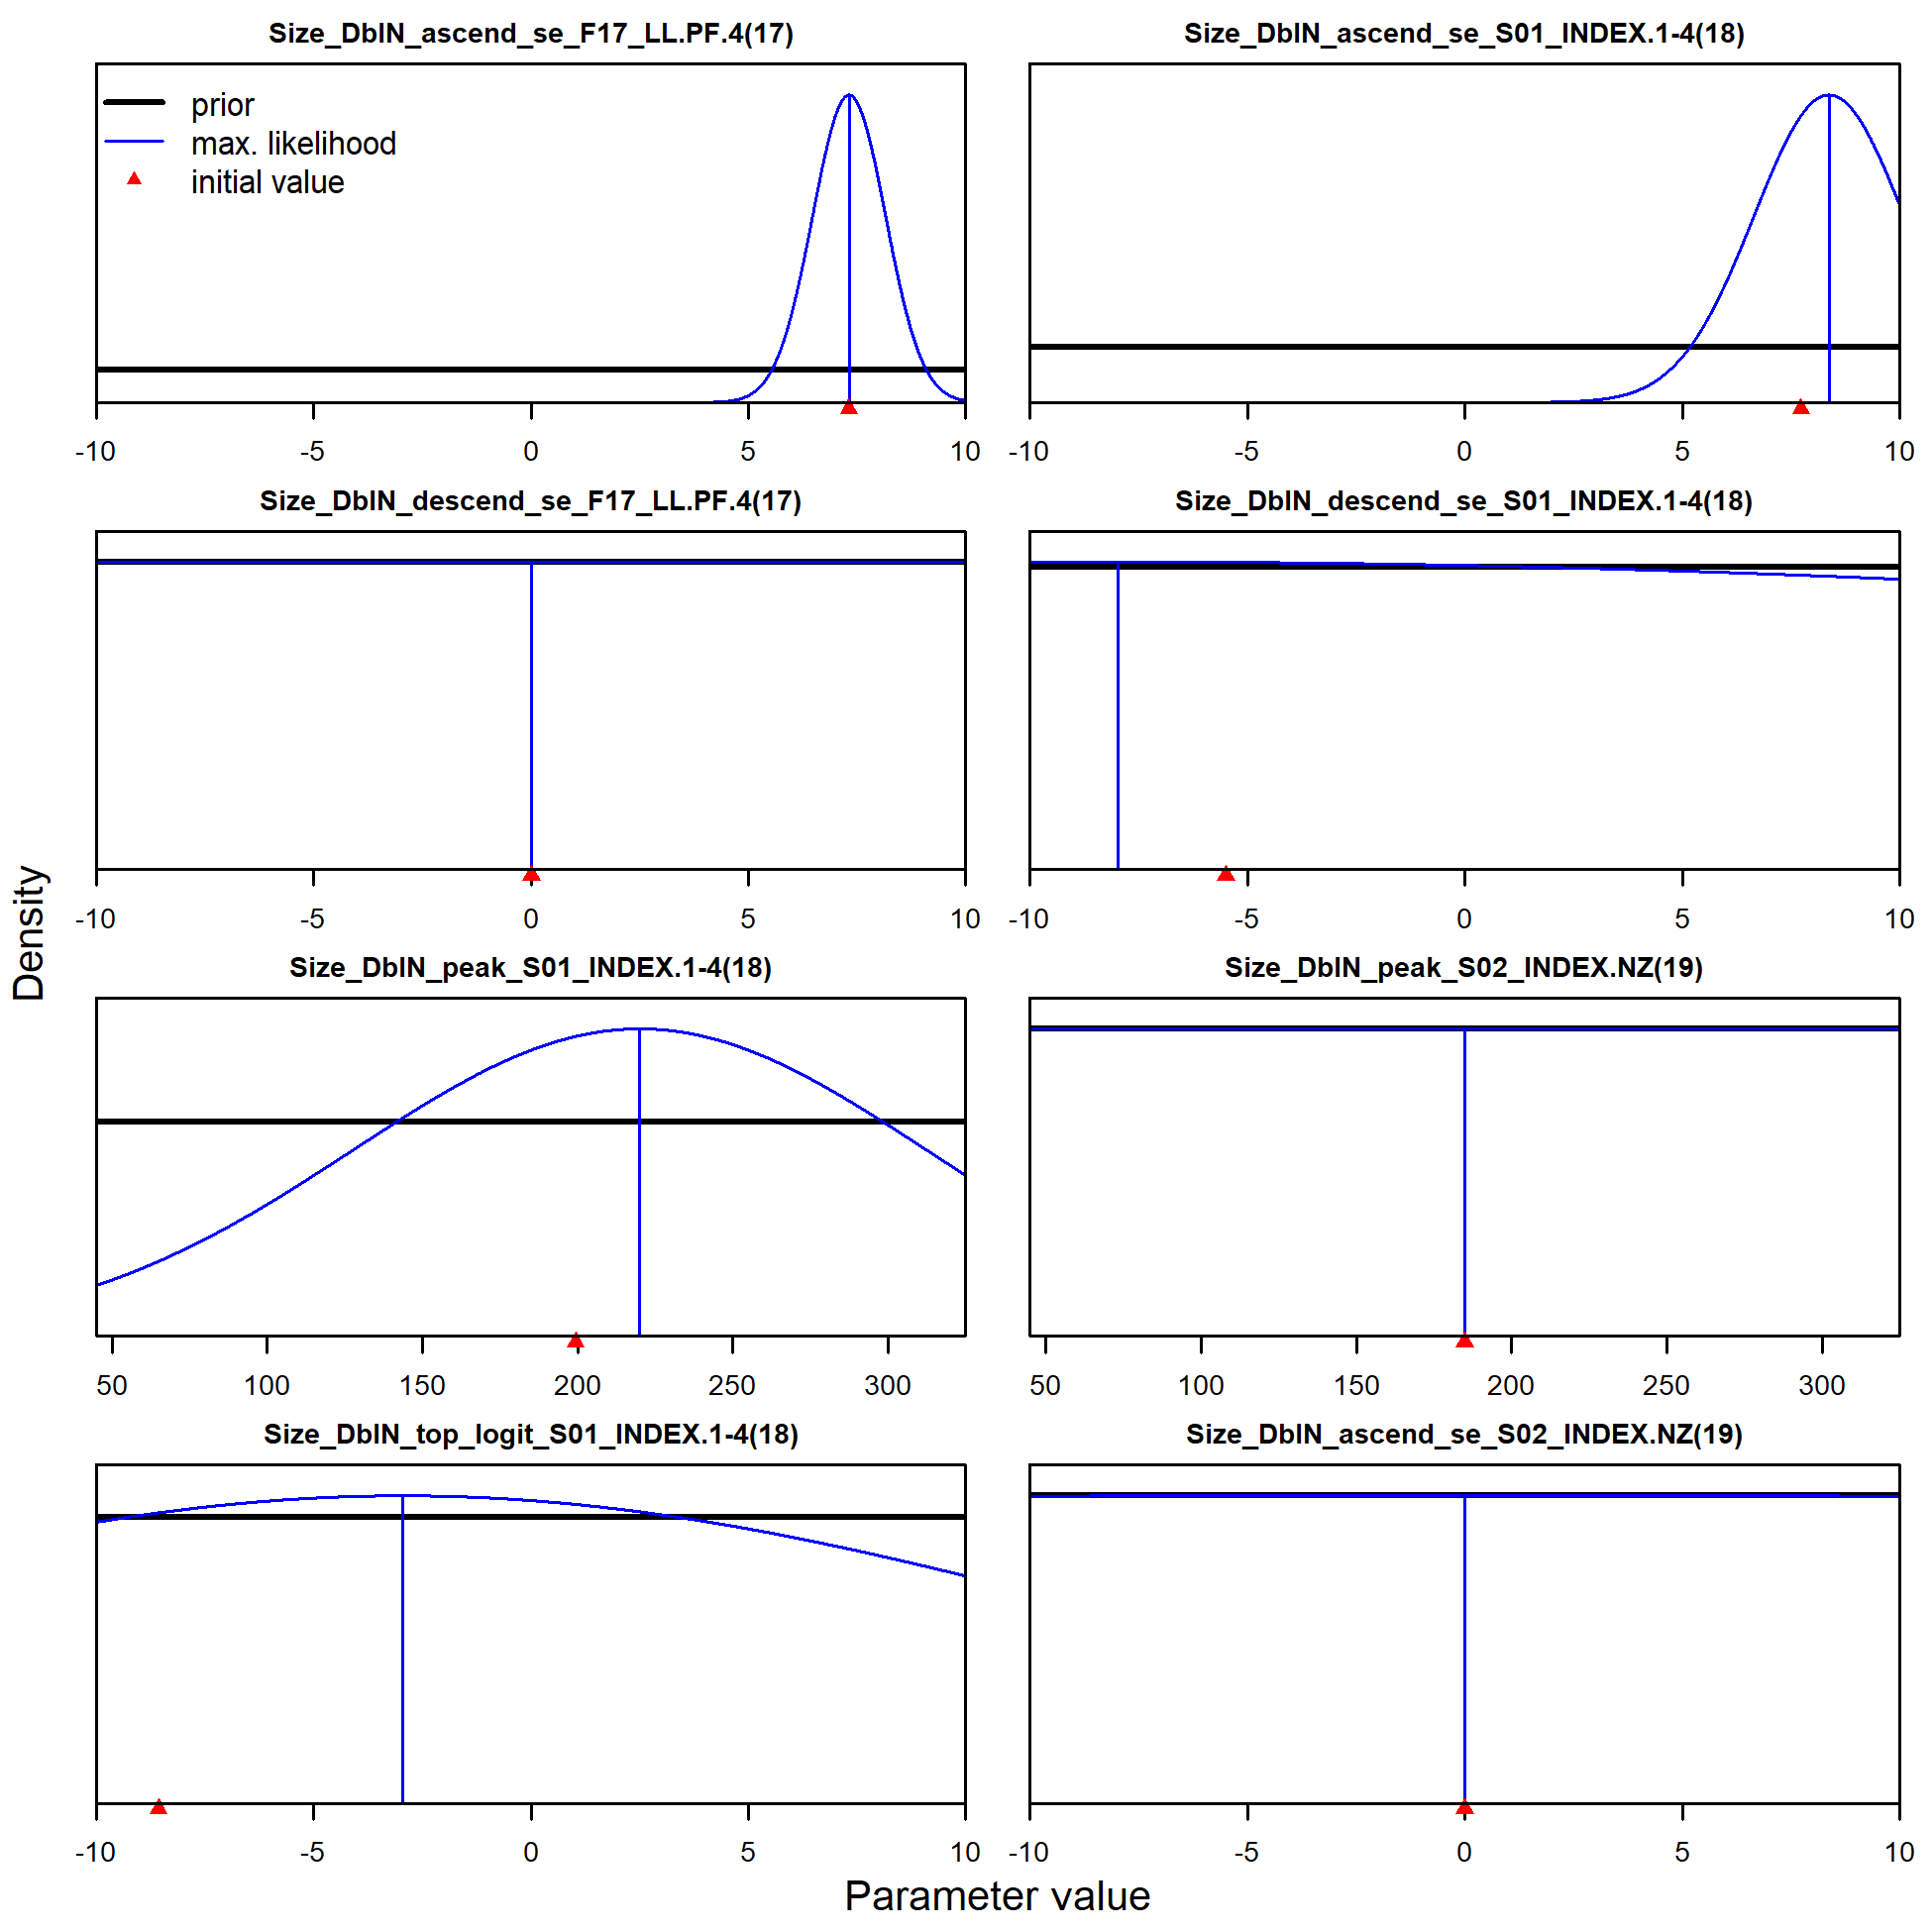 Size_DblN_ascend_se_F17_LL.PF.4(17)
prior
max. likelihood
initial value
-10 -5 0 5 10
Size_DblN_ascend_se_S01_INDEX.1-4(18)
-10 -5 0 5 10
Size_DblN_descend_se_F17_LL.PF.4(17)
-10 -5 0 5 10
Size_DblN_descend_se_S01_INDEX.1-4(18)
-10 -5 0 5 10
Density
Size_DblN_peak_S01_INDEX.1-4(18)
50 100 150 200 250 300
Size_DblN_peak_S02_INDEX.NZ(19)
50 100 150 200 250 300
Size_DblN_top_logit_S01_INDEX.1-4(18)
-10 -5 0 5 10
Size_DblN_ascend_se_S02_INDEX.NZ(19)
-10 -5 0 5 10
Parameter value